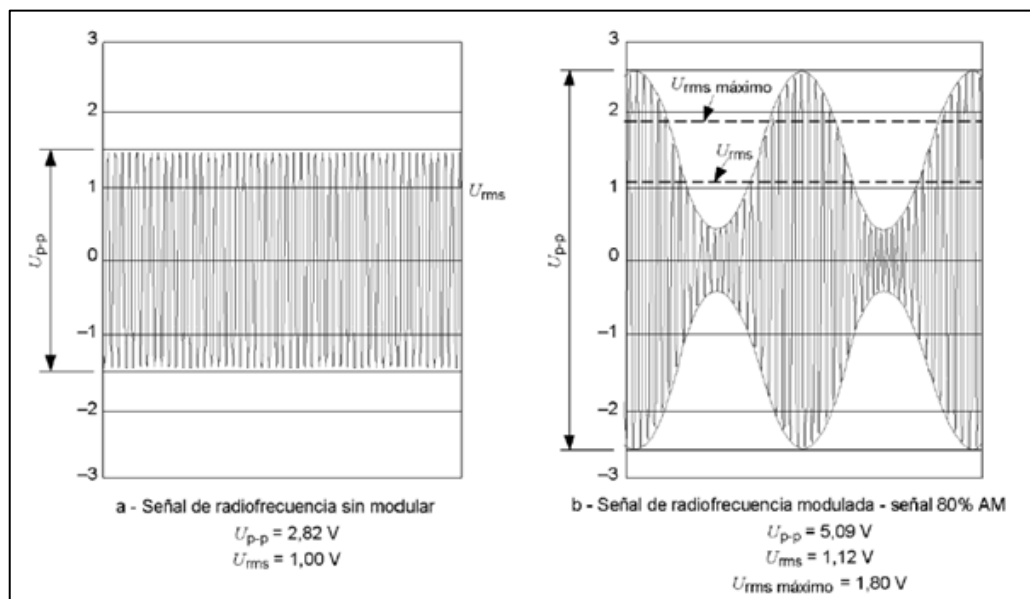 3
2
1
0
–1
–2
–3
U_p-p
U_rms
a - Señal de radiofrecuencia sin modular
U_p-p = 2,82 V
U_rms = 1,00 V
3
2
1
0
–1
–2
–3
U_p-p
U_rms máximo
U_rms
b - Señal de radiofrecuencia modulada - señal 80% AM
U_p-p = 5,09 V
U_rms = 1,12 V
U_rms máximo = 1,80 V